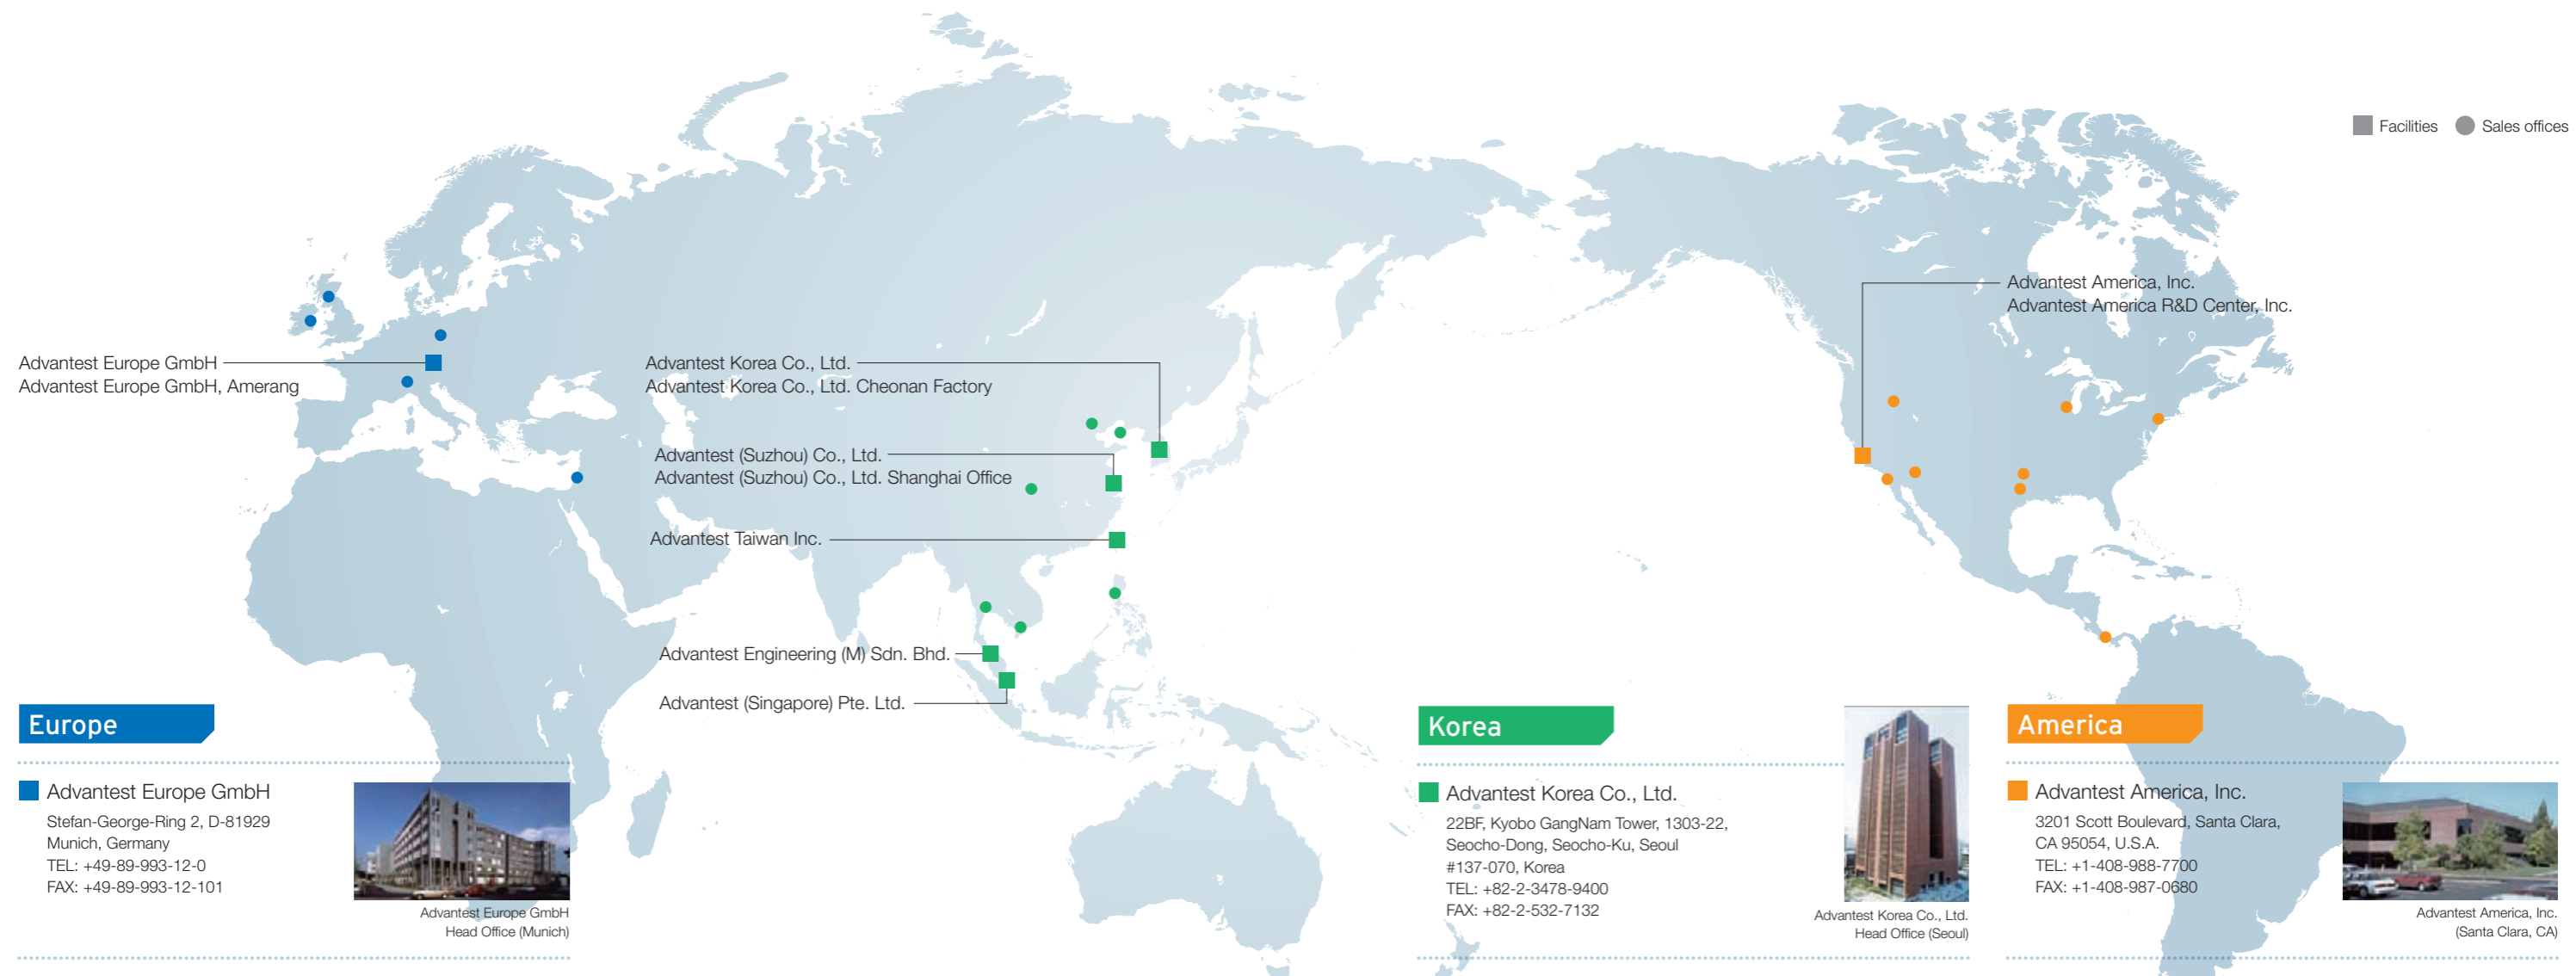 Facilities
Sales offices
Advantest America, Inc.
Advantest America R&D Center, Inc.
Advantest Europe GmbH
Advantest Europe GmbH, Amerang
Advantest Korea Co., Ltd.
Advantest Korea Co., Ltd. Cheonan Factory
Advantest (Suzhou) Co., Ltd.
Advantest (Suzhou) Co., Ltd. Shanghai Office
Advantest Taiwan Inc.
Advantest Engineering (M) Sdn. Bhd.
Advantest (Singapore) Pte. Ltd.
Europe
Advantest Europe GmbH
Stefan-George-Ring 2, D-81929
Munich, Germany
TEL: +49-89-993-12-0
FAX: +49-89-993-12-101
Advantest Europe GmbH
Head Office (Munich)
Korea
Advantest Korea Co., Ltd.
22BF, Kyobo GangNam Tower, 1303-22,
Seocho-Dong, Seocho-Ku, Seoul
#137-070, Korea
TEL: +82-2-3478-9400
FAX: +82-2-532-7132
Advantest Korea Co., Ltd.
Head Office (Seoul)
America
Advantest America, Inc.
3201 Scott Boulevard, Santa Clara,
CA 95054, U.S.A.
TEL: +1-408-988-7700
FAX: +1-408-987-0680
Advantest America, Inc.
(Santa Clara, CA)